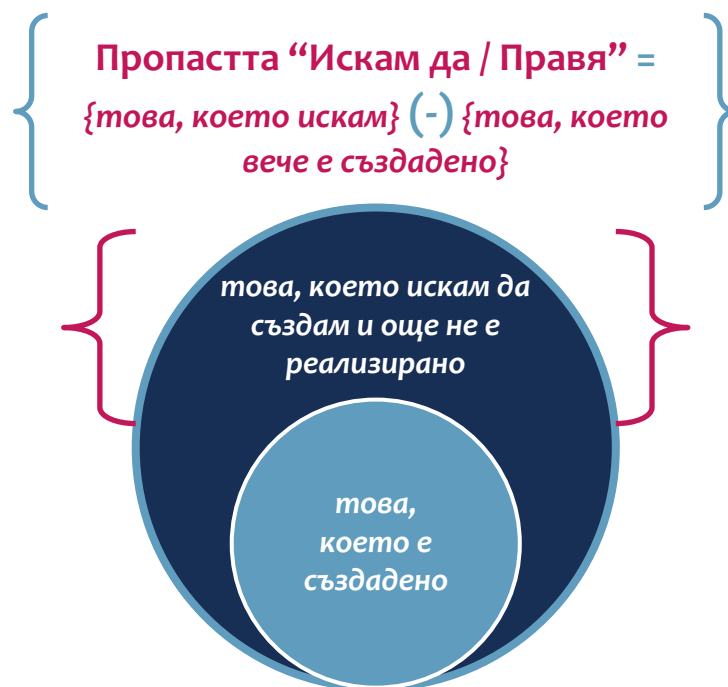 Пропастта “Искам да / Правя” =
{това, което искам} (-) {това, което
вече е създадено}
това, което искам да
създам и още не е
реализирано
това,
което е
създадено